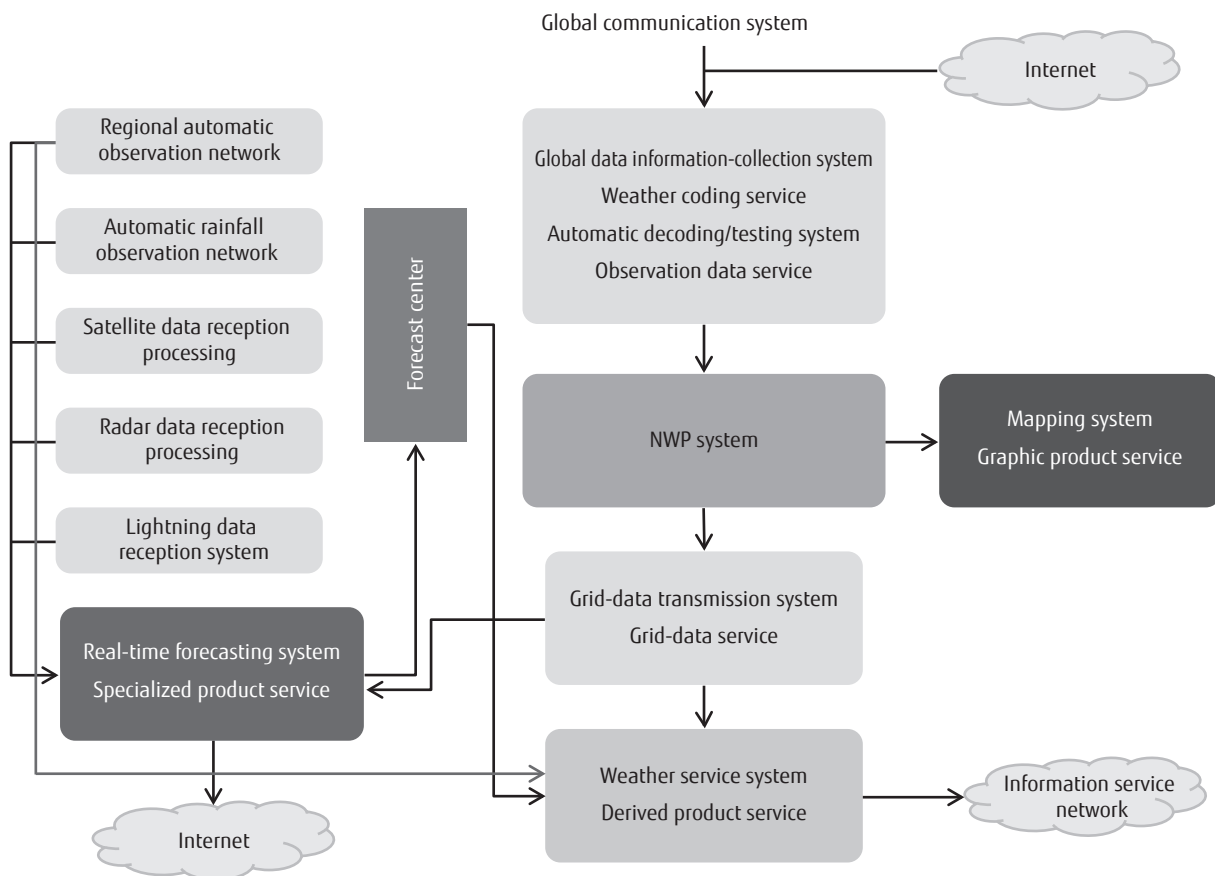 Global communication system
Internet
Regional automatic
observation network
Automatic rainfall
observation network
Satellite data reception
processing
Radar data reception
processing
Lightning data
reception system
Real-time forecasting system
Specialized product service
Internet
Forecast center
Global data information-collection system
Weather coding service
Automatic decoding/testing system
Observation data service
NWP system
Mapping system
Graphic product service
Grid-data transmission system
Grid-data service
Weather service system
Derived product service
Information service
network